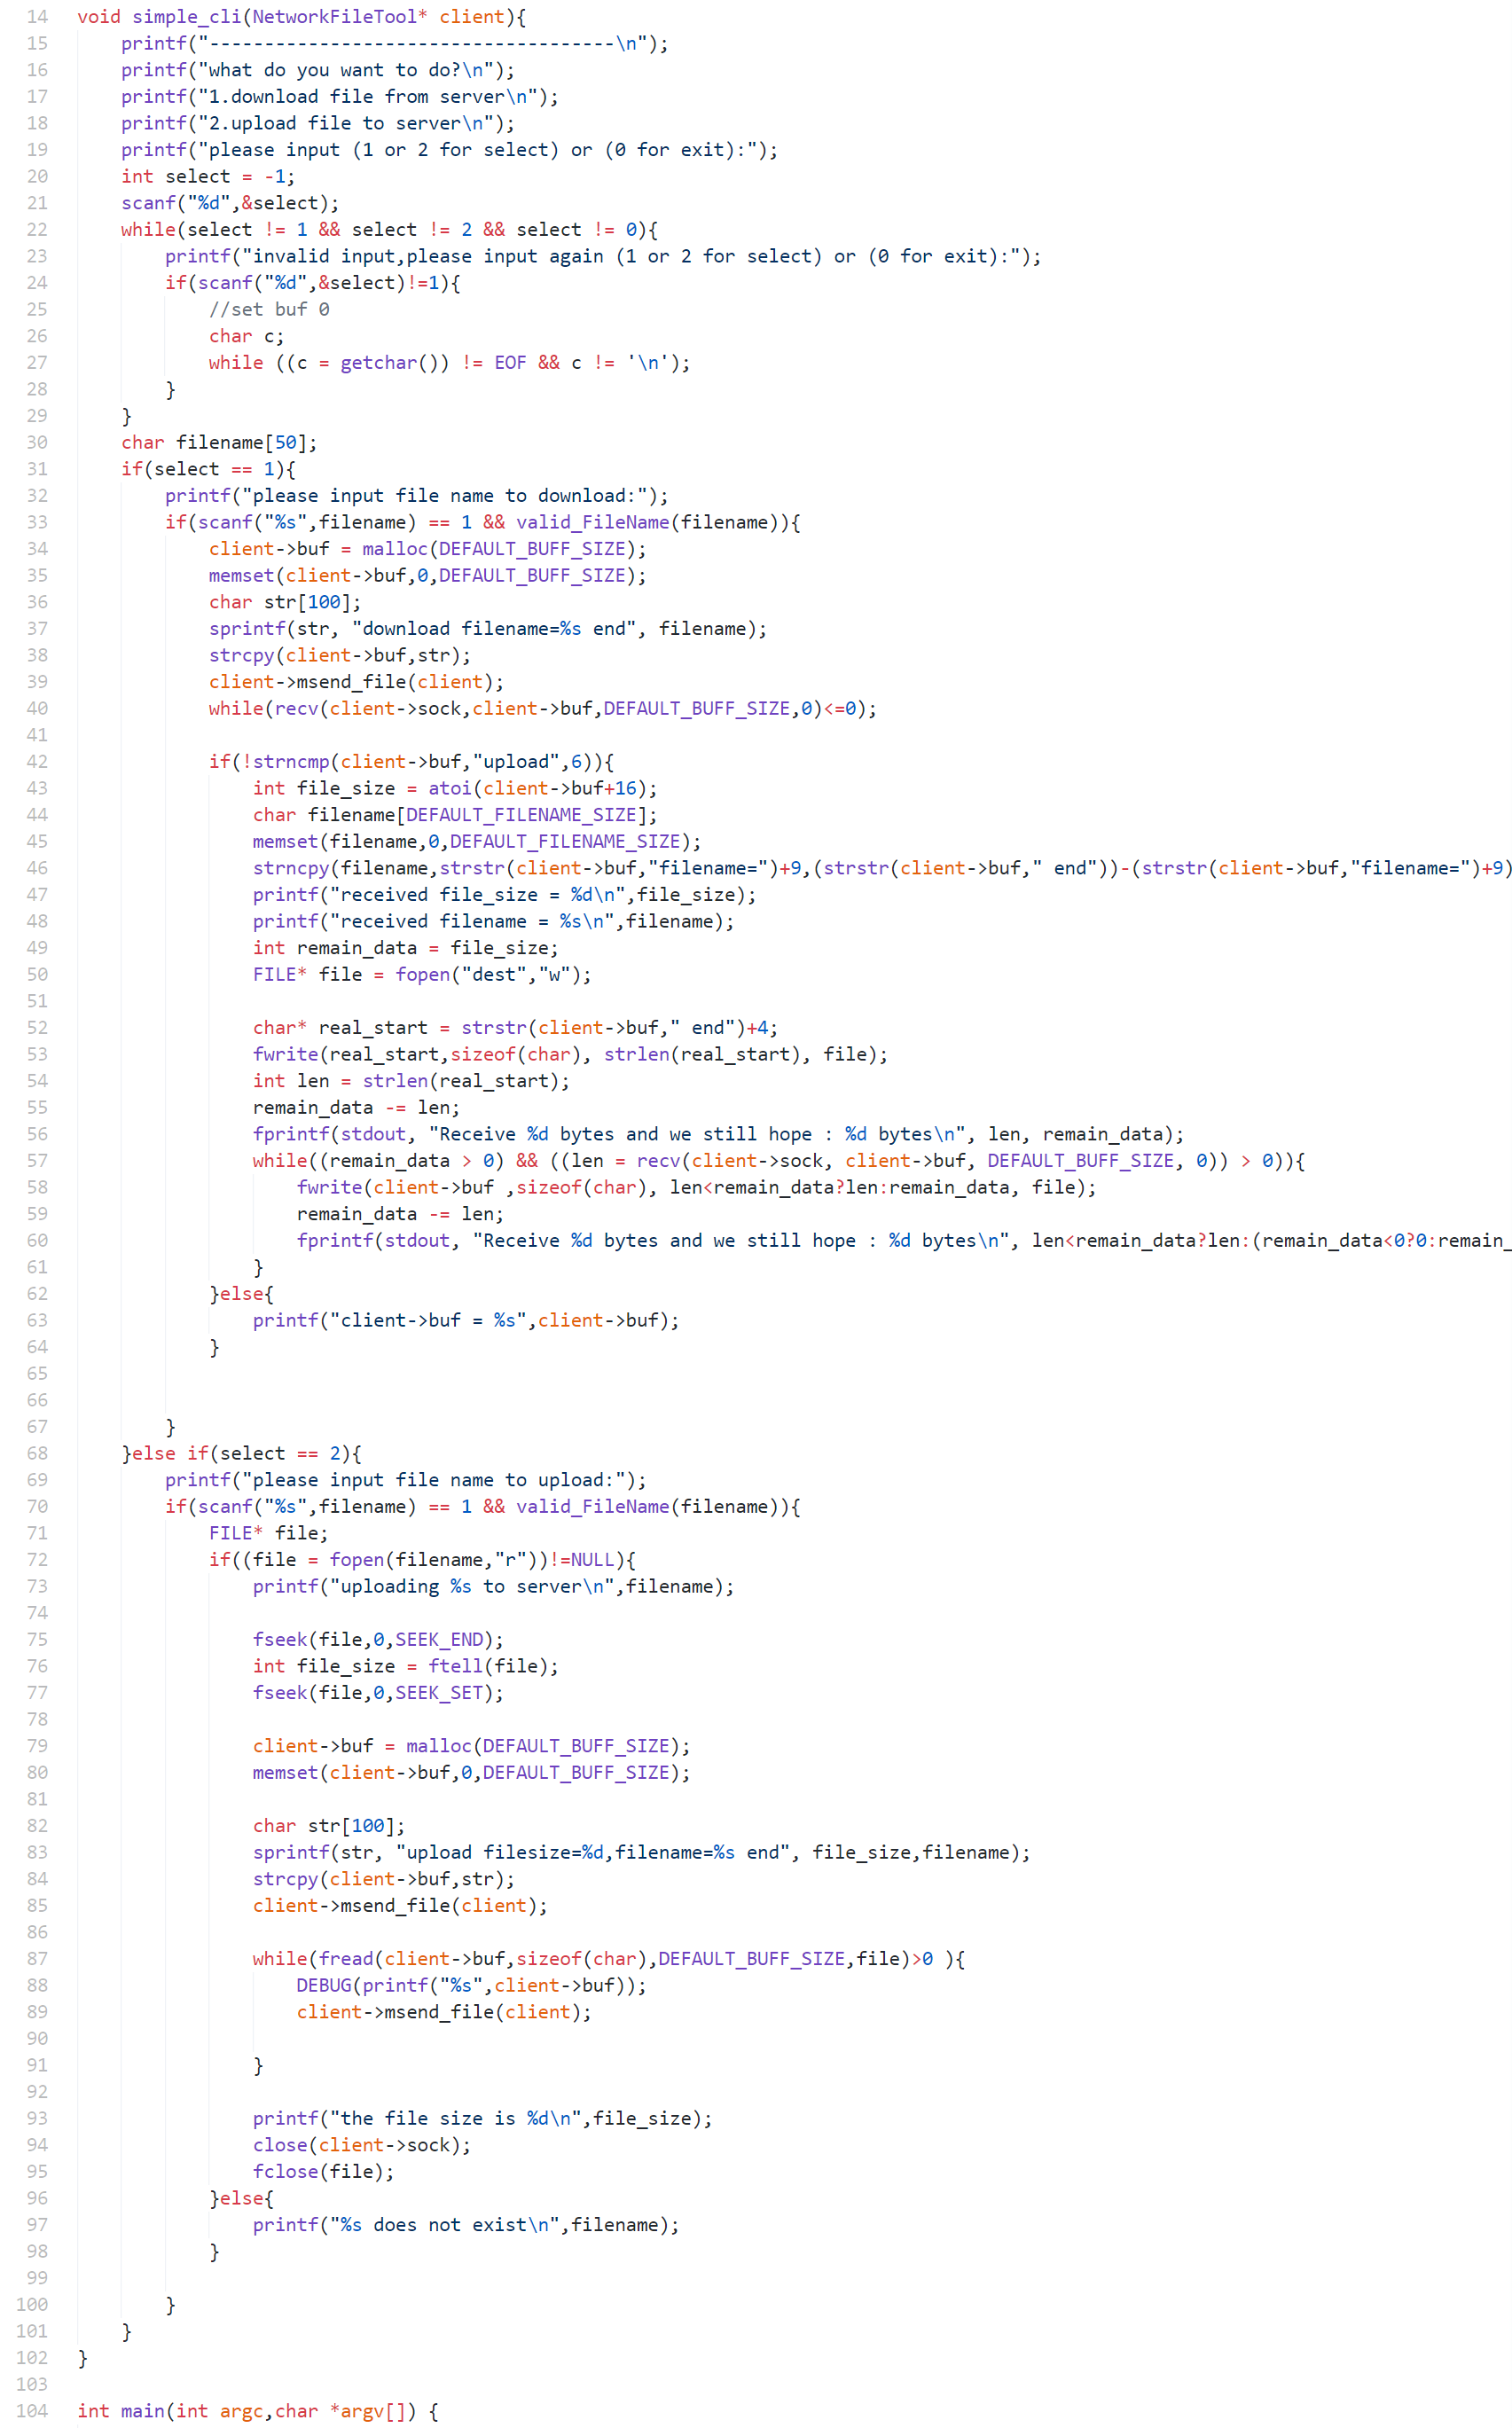 14 void simple_cli(NetworkFileTool* client){
15     printf("-------------------------------------\n");
16     printf("what do you want to do?\n");
17     printf("1.download file from server\n");
18     printf("2.upload file to server\n");
19     printf("please input (1 or 2 for select) or (0 for exit):");
20     int select = -1;
21     scanf("%d",&select);
22     while(select != 1 && select != 2 && select != 0){
23         printf("invalid input,please input again (1 or 2 for select) or (0 for exit):");
24         if(scanf("%d",&select)!=1){
25             //set buf 0
26             char c;
27             while ((c = getchar()) != EOF && c != '\n');
28         }
29     }
30     char filename[50];
31     if(select == 1){
32         printf("please input file name to download:");
33         if(scanf("%s",filename) == 1 && valid_FileName(filename)){
34             client->buf = malloc(DEFAULT_BUFF_SIZE);
35             memset(client->buf,0,DEFAULT_BUFF_SIZE);
36             char str[100];
37             sprintf(str, "download filename=%s end", filename);
38             strcpy(client->buf,str);
39             client->msend_file(client);
40             while(recv(client->sock,client->buf,DEFAULT_BUFF_SIZE,0)<=0);
41
42             if(!strncmp(client->buf,"upload",6)){
43                 int file_size = atoi(client->buf+16);
44                 char filename[DEFAULT_FILENAME_SIZE];
45                 memset(filename,0,DEFAULT_FILENAME_SIZE);
46                 strncpy(filename,strstr(client->buf,"filename=")+9,(strstr(client->buf," end"))-(strstr(client->buf,"filename=")+9)
47                 printf("received file_size = %d\n",file_size);
48                 printf("received filename = %s\n",filename);
49                 int remain_data = file_size;
50                 FILE* file = fopen("dest","w");
51
52                 char* real_start = strstr(client->buf," end")+4;
53                 fwrite(real_start,sizeof(char), strlen(real_start), file);
54                 int len = strlen(real_start);
55                 remain_data -= len;
56                 fprintf(stdout, "Receive %d bytes and we still hope : %d bytes\n", len, remain_data);
57                 while((remain_data > 0) && ((len = recv(client->sock, client->buf, DEFAULT_BUFF_SIZE, 0)) > 0)){
58                     fwrite(client->buf ,sizeof(char), len<remain_data?len:remain_data, file);
59                     remain_data -= len;
60                     fprintf(stdout, "Receive %d bytes and we still hope : %d bytes\n", len<remain_data?len:(remain_data<0?0:remain_
61                 }
62             }else{
63                 printf("client->buf = %s",client->buf);
64             }
65
66
67         }
68     }else if(select == 2){
69         printf("please input file name to upload:");
70         if(scanf("%s",filename) == 1 && valid_FileName(filename)){
71             FILE* file;
72             if((file = fopen(filename,"r"))!=NULL){
73                 printf("uploading %s to server\n",filename);
74
75                 fseek(file,0,SEEK_END);
76                 int file_size = ftell(file);
77                 fseek(file,0,SEEK_SET);
78
79                 client->buf = malloc(DEFAULT_BUFF_SIZE);
80                 memset(client->buf,0,DEFAULT_BUFF_SIZE);
81
82                 char str[100];
83                 sprintf(str, "upload filesize=%d,filename=%s end", file_size,filename);
84                 strcpy(client->buf,str);
85                 client->msend_file(client);
86
87                 while(fread(client->buf,sizeof(char),DEFAULT_BUFF_SIZE,file)>0 ){
88                     DEBUG(printf("%s",client->buf));
89                     client->msend_file(client);
90
91                 }
92
93                 printf("the file size is %d\n",file_size);
94                 close(client->sock);
95                 fclose(file);
96             }else{
97                 printf("%s does not exist\n",filename);
98             }
99
100         }
101     }
102 }
103
104 int main(int argc,char *argv[]) {